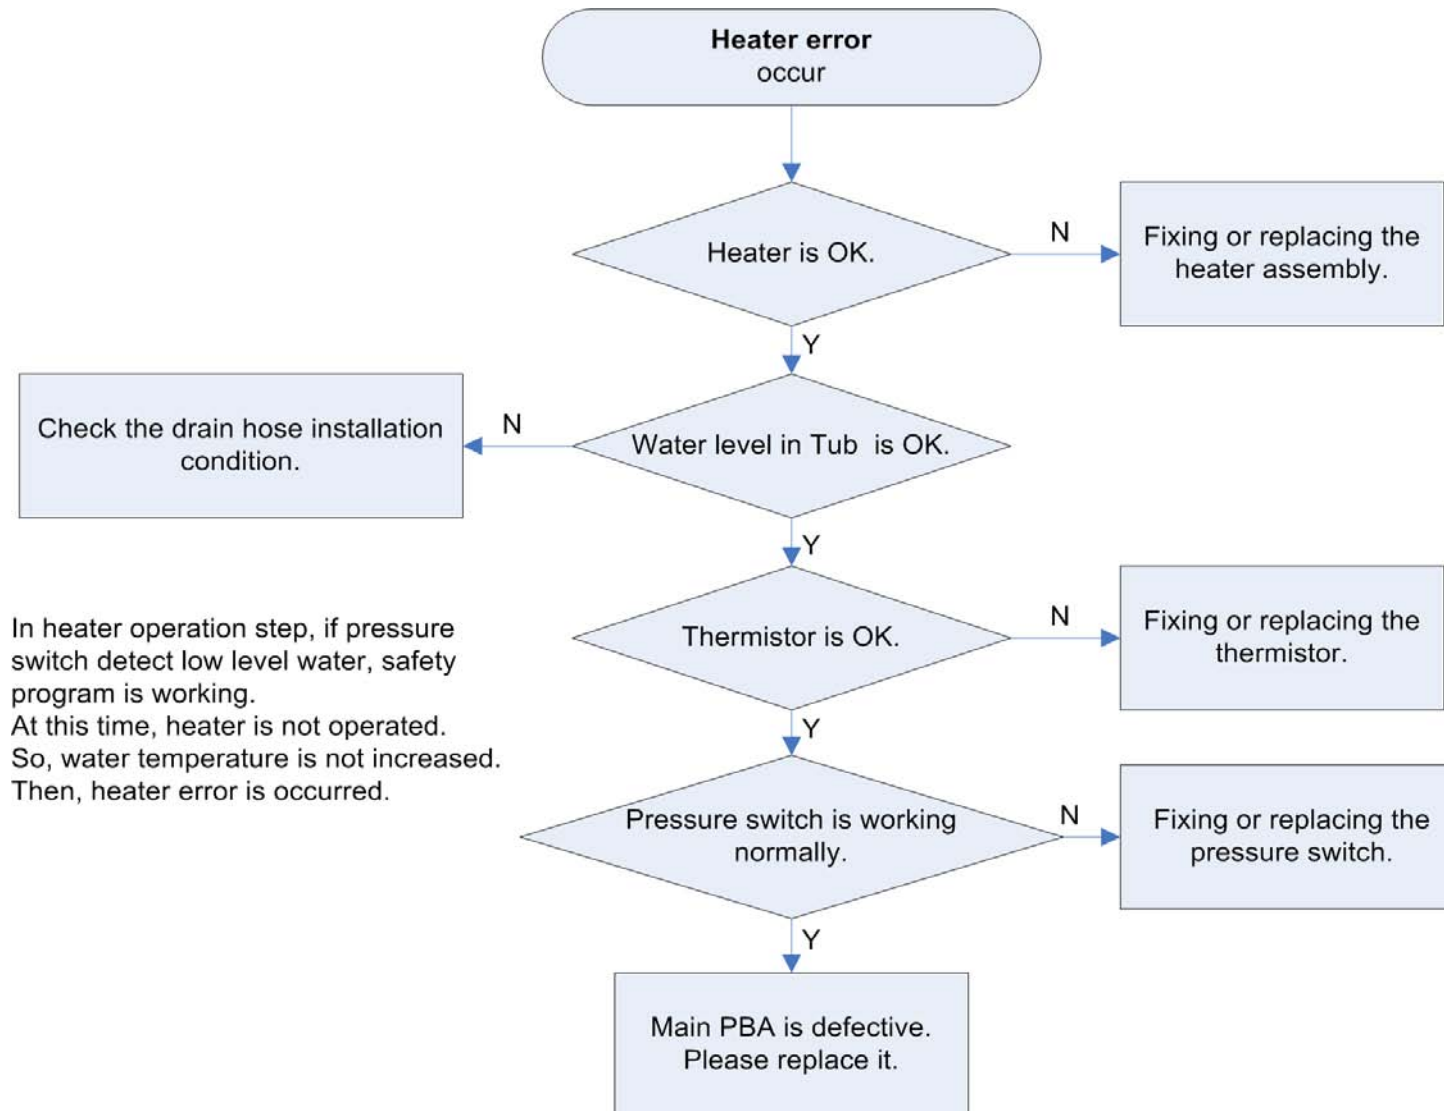 Heater error
occur
Heater is OK.
N
Fixing or replacing the
heater assembly.
Y
Check the drain hose installation
condition.
N
Water level in Tub is OK.
Y
In heater operation step, if pressure
switch detect low level water, safety
program is working.
At this time, heater is not operated.
So, water temperature is not increased.
Then, heater error is occurred.
Thermistor is OK.
N
Fixing or replacing the
thermistor.
Y
Pressure switch is working
normally.
N
Fixing or replacing the
pressure switch.
Y
Main PBA is defective.
Please replace it.